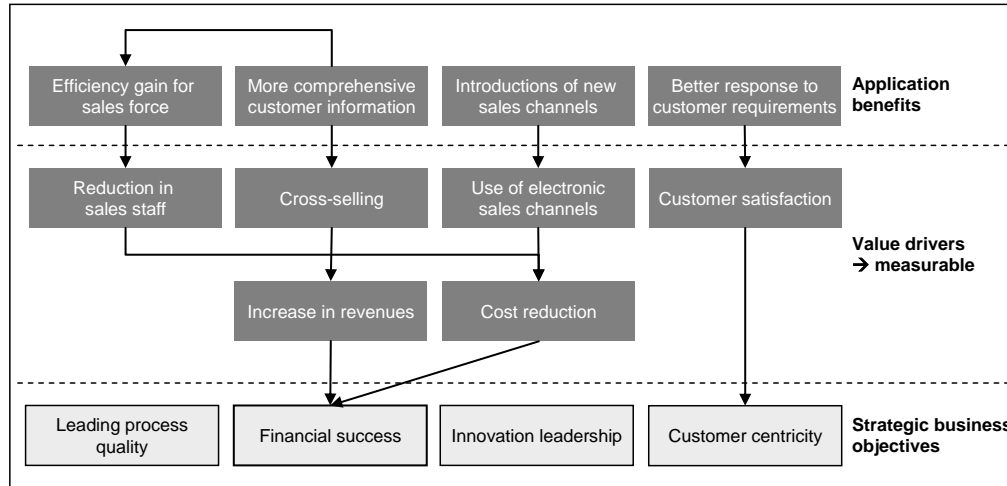 Efficiency gain for
sales force
More comprehensive
customer information
Introductions of new
sales channels
Better response to
customer requirements
Application
benefits
Reduction in
sales staff
Cross-selling
Use of electronic
sales channels
Customer satisfaction
Value drivers
→ measurable
Increase in revenues
Cost reduction
Leading process
quality
Financial success
Innovation leadership
Customer centricity
Strategic business
objectives